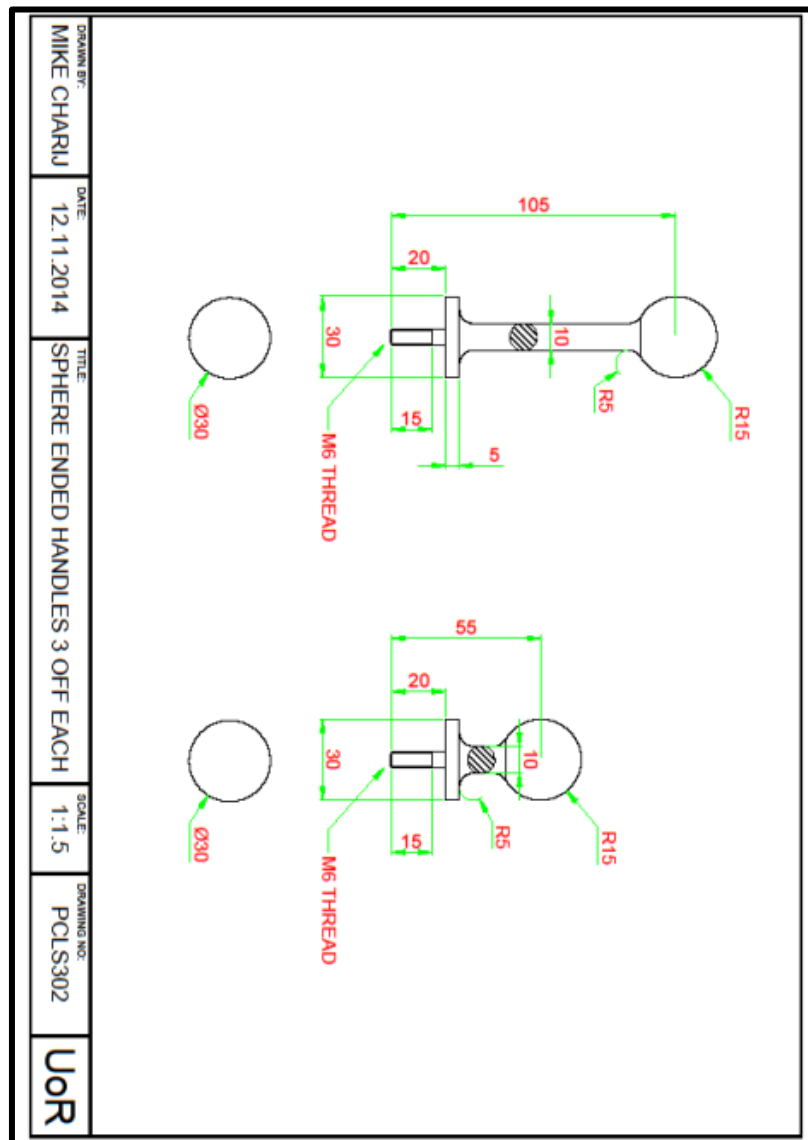 105
20
30
10
R5
R15
15
5
M6 THREAD
Ø30
55
20
30
10
R5
R15
15
M6 THREAD
Ø30
DRAWN BY:
MIKE CHARIJ
DATE:
12.11.2014
TITLE:
SPHERE ENDED HANDLES 3 OFF EACH
SCALE:
1:1.5
DRAWING NO:
PCLS302
UoR